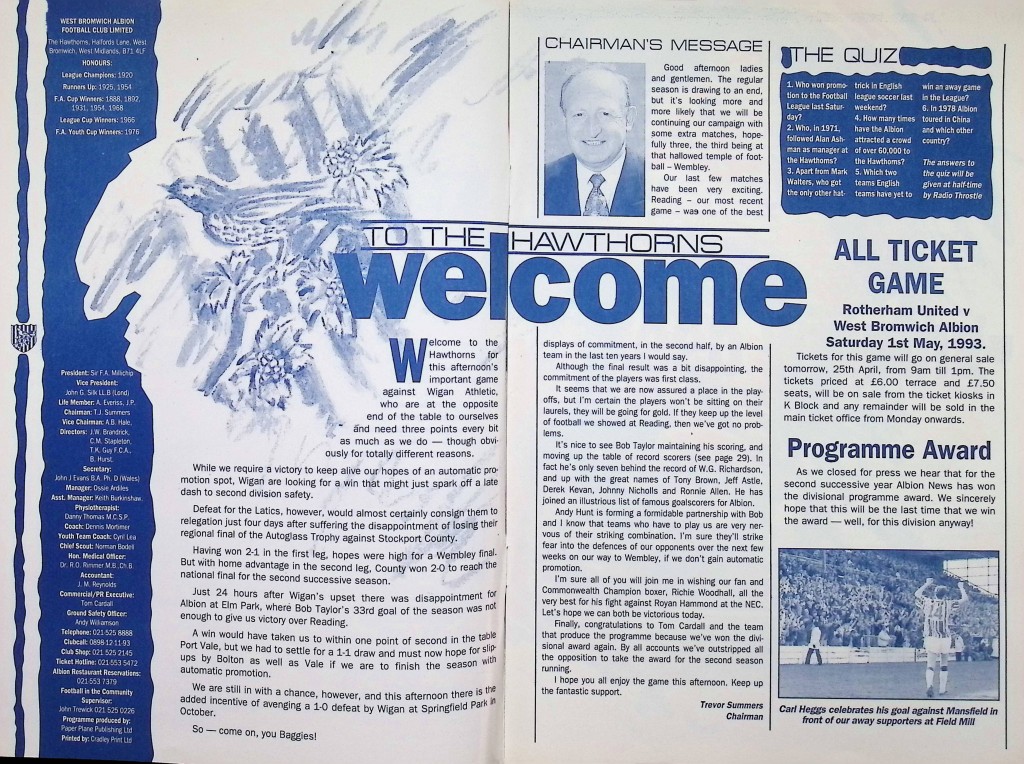 WEST BROMWICH ALBION
FOOTBALL CLUB LIMITED
The Hawthorns, Halfords Lane, West
Bromwich, West Midlands, B71 4LF
HONOURS:
League Champions: 1920
Runners Up: 1925, 1954
F.A. Cup Winners: 1888, 1892,
1931, 1954, 1968
League Cup Winners: 1966
F.A. Youth Cup Winners: 1976
President: Sir F.A. Millichip
Vice President:
John G. Silk LL.B (Lond)
Life Member: A. Everiss, J.P.
Chairman: T.J. Summers
Vice Chairman: A.B. Hale.
Directors: J.W. Brandrick,
C.M. Stapleton,
T.K. Guy F.C.A.,
B. Hurst.
Secretary:
John J Evans B.A. Ph. D (Wales)
Manager: Ossie Ardiles
Asst. Manager: Keith Burkinshaw.
Physiotherapist:
Danny Thomas M.C.S.P.
Coach: Dennis Mortimer
Youth Team Coach: Cyril Lea
Chief Scout: Norman Bodell
Hon. Medical Officer:
Dr. R.O. Rimmer M.B.,Ch.B
Accountant:
J. M. Reynolds
Commercial/PR Executive:
Tom Cardall
Ground Safety Officer:
Andy Williamson
Telephone: 021-525 8888
Clubcall: 0898-12-11-93
Club Shop: 021-525 2145
Ticket Hotline: 021-553 5472
Albion Restaurant Reservations:
021-553 7379
Football in the Community
Supervisor:
John Trewick 021 525 0226
Programme produced by:
Paper Plane Publishing Ltd
Printed by: Cradley Print Ltd
TO THE HAWTHORNS
welcome
Welcome to the
Hawthorns for
this afternoon's
important game
against Wigan Athletic,
who are at the opposite
end of the table to ourselves
and need three points every bit
as much as we do — though obvi-
ously for totally different reasons.
While we require a victory to keep alive our hopes of an automatic pro-
motion spot, Wigan are looking for a win that might just spark off a late
dash to second division safety.
Defeat for the Latics, however, would almost certainly consign them to
relegation just four days after suffering the disappointment of losing their
regional final of the Autoglass Trophy against Stockport County.
Having won 2-1 in the first leg, hopes were high for a Wembley final.
But with home advantage in the second leg, County won 2-0 to reach the
national final for the second successive season.
Just 24 hours after Wigan's upset there was disappointment for
Albion at Elm Park, where Bob Taylor's 33rd goal of the season was not
enough to give us victory over Reading.
A win would have taken us to within one point of second in the table
Port Vale, but we had to settle for a 1-1 draw and must now hope for slip-
ups by Bolton as well as Vale if we are to finish the season with
automatic promotion.
We are still in with a chance, however, and this afternoon there is the
added incentive of avenging a 1-0 defeat by Wigan at Springfield Park in
October.
So — come on, you Baggies!
CHAIRMAN'S MESSAGE
Good afternoon ladies
and gentlemen. The regular
season is drawing to an end,
but it's looking more and
more likely that we will be
continuing our campaign with
some extra matches, hope-
fully three, the third being at
that hallowed temple of foot-
ball – Wembley.
Our last few matches
have been very exciting.
Reading – our most recent
game – was one of the best
displays of commitment, in the second half, by an Albion
team in the last ten years I would say.
Although the final result was a bit disappointing, the
commitment of the players was first class.
It seems that we are now assured a place in the play-
offs, but I'm certain the players won't be sitting on their
laurels, they will be going for gold. If they keep up the level
of football we showed at Reading, then we've got no prob-
lems.
It's nice to see Bob Taylor maintaining his scoring, and
moving up the table of record scorers (see page 29). In
fact he's only seven behind the record of W.G. Richardson,
and up with the great names of Tony Brown, Jeff Astle,
Derek Kevan, Johnny Nicholls and Ronnie Allen. He has
joined an illustrious list of famous goalscorers for Albion.
Andy Hunt is forming a formidable partnership with Bob
and I know that teams who have to play us are very ner-
vous of their striking combination. I'm sure they'll strike
fear into the defences of our opponents over the next few
weeks on our way to Wembley, if we don't gain automatic
promotion.
I'm sure all of you will join me in wishing our fan and
Commonwealth Champion boxer, Richie Woodhall, all the
very best for his fight against Royan Hammond at the NEC.
Let's hope we can both be victorious today.
Finally, congratulations to Tom Cardall and the team
that produce the programme because we've won the divi-
sional award again. By all accounts we've outstripped all
the opposition to take the award for the second season
running.
I hope you all enjoy the game this afternoon. Keep up
the fantastic support.
Trevor Summers
Chairman
THE QUIZ
1. Who won promo-
tion to the Football
League last Satur-
day?
2. Who, in 1971,
followed Alan Ash-
man as manager at
the Hawthorns?
3. Apart from Mark
Walters, who got
the only other hat-
trick in English
league soccer last
weekend?
4. How many times
have the Albion
attracted a crowd
of over 60,000 to
the Hawthorns?
5. Which two
teams English
teams have yet to
win an away game
in the League?
6. In 1978 Albion
toured in China
and which other
country?
The answers to
the quiz will be
given at half-time
by Radio Throstle
ALL TICKET
GAME
Rotherham United v
West Bromwich Albion
Saturday 1st May, 1993.
Tickets for this game will go on general sale
tomorrow, 25th April, from 9am till 1pm. The
tickets priced at £6.00 terrace and £7.50
seats, will be on sale from the ticket kiosks in
K Block and any remainder will be sold in the
main ticket office from Monday onwards.
Programme Award
As we closed for press we hear that for the
second successive year Albion News has won
the divisional programme award. We sincerely
hope that this will be the last time that we win
the award — well, for this division anyway!
Carl Heggs celebrates his goal against Mansfield in
front of our away supporters at Field Mill